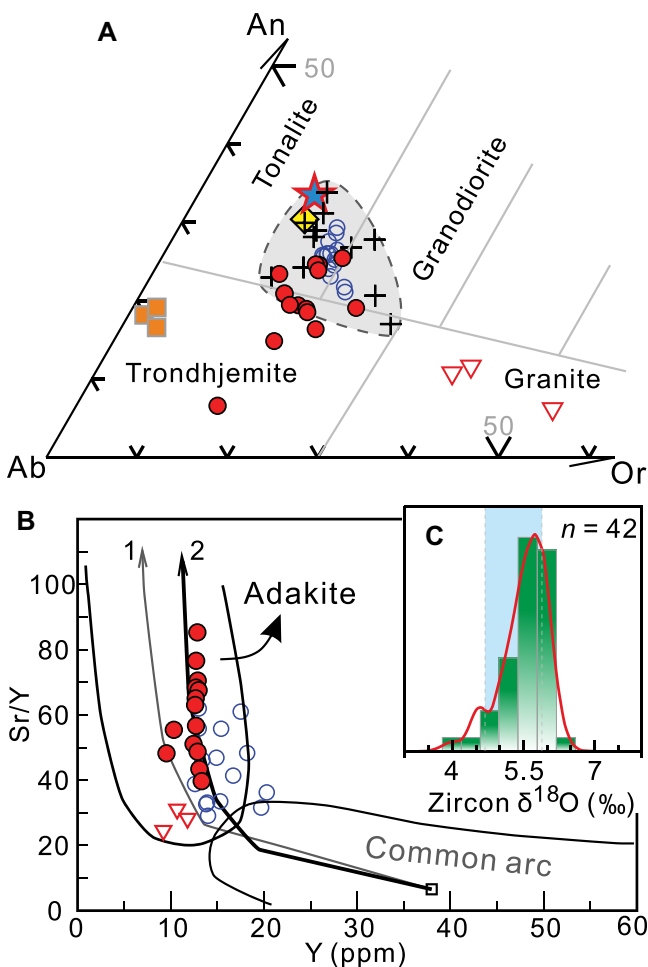 A
An
50
Tonalite
Granodiorite
Trondhjemite
Granite
50
Ab
Or
B
1
2
Adakite
Common arc
Sr/Y
100
80
60
40
20
0
0
10
20
30
40
50
60
Y (ppm)
C
n = 42
4
5.5
7
Zircon δ¹⁸O (‰)